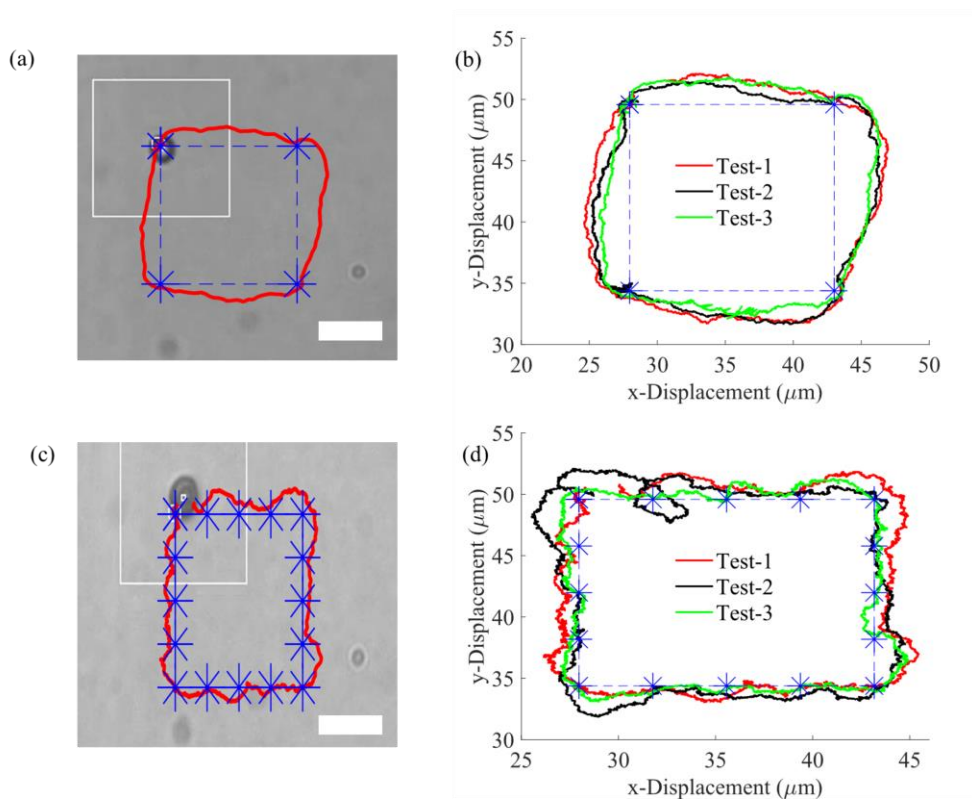 (a)
(b)
55
50
45
40
35
30
y-Displacement (μm)
Test-1
Test-2
Test-3
20 25 30 35 40 45 50
x-Displacement (μm)
(c)
(d)
55
50
45
40
35
30
y-Displacement (μm)
Test-1
Test-2
Test-3
25 30 35 40 45
x-Displacement (μm)